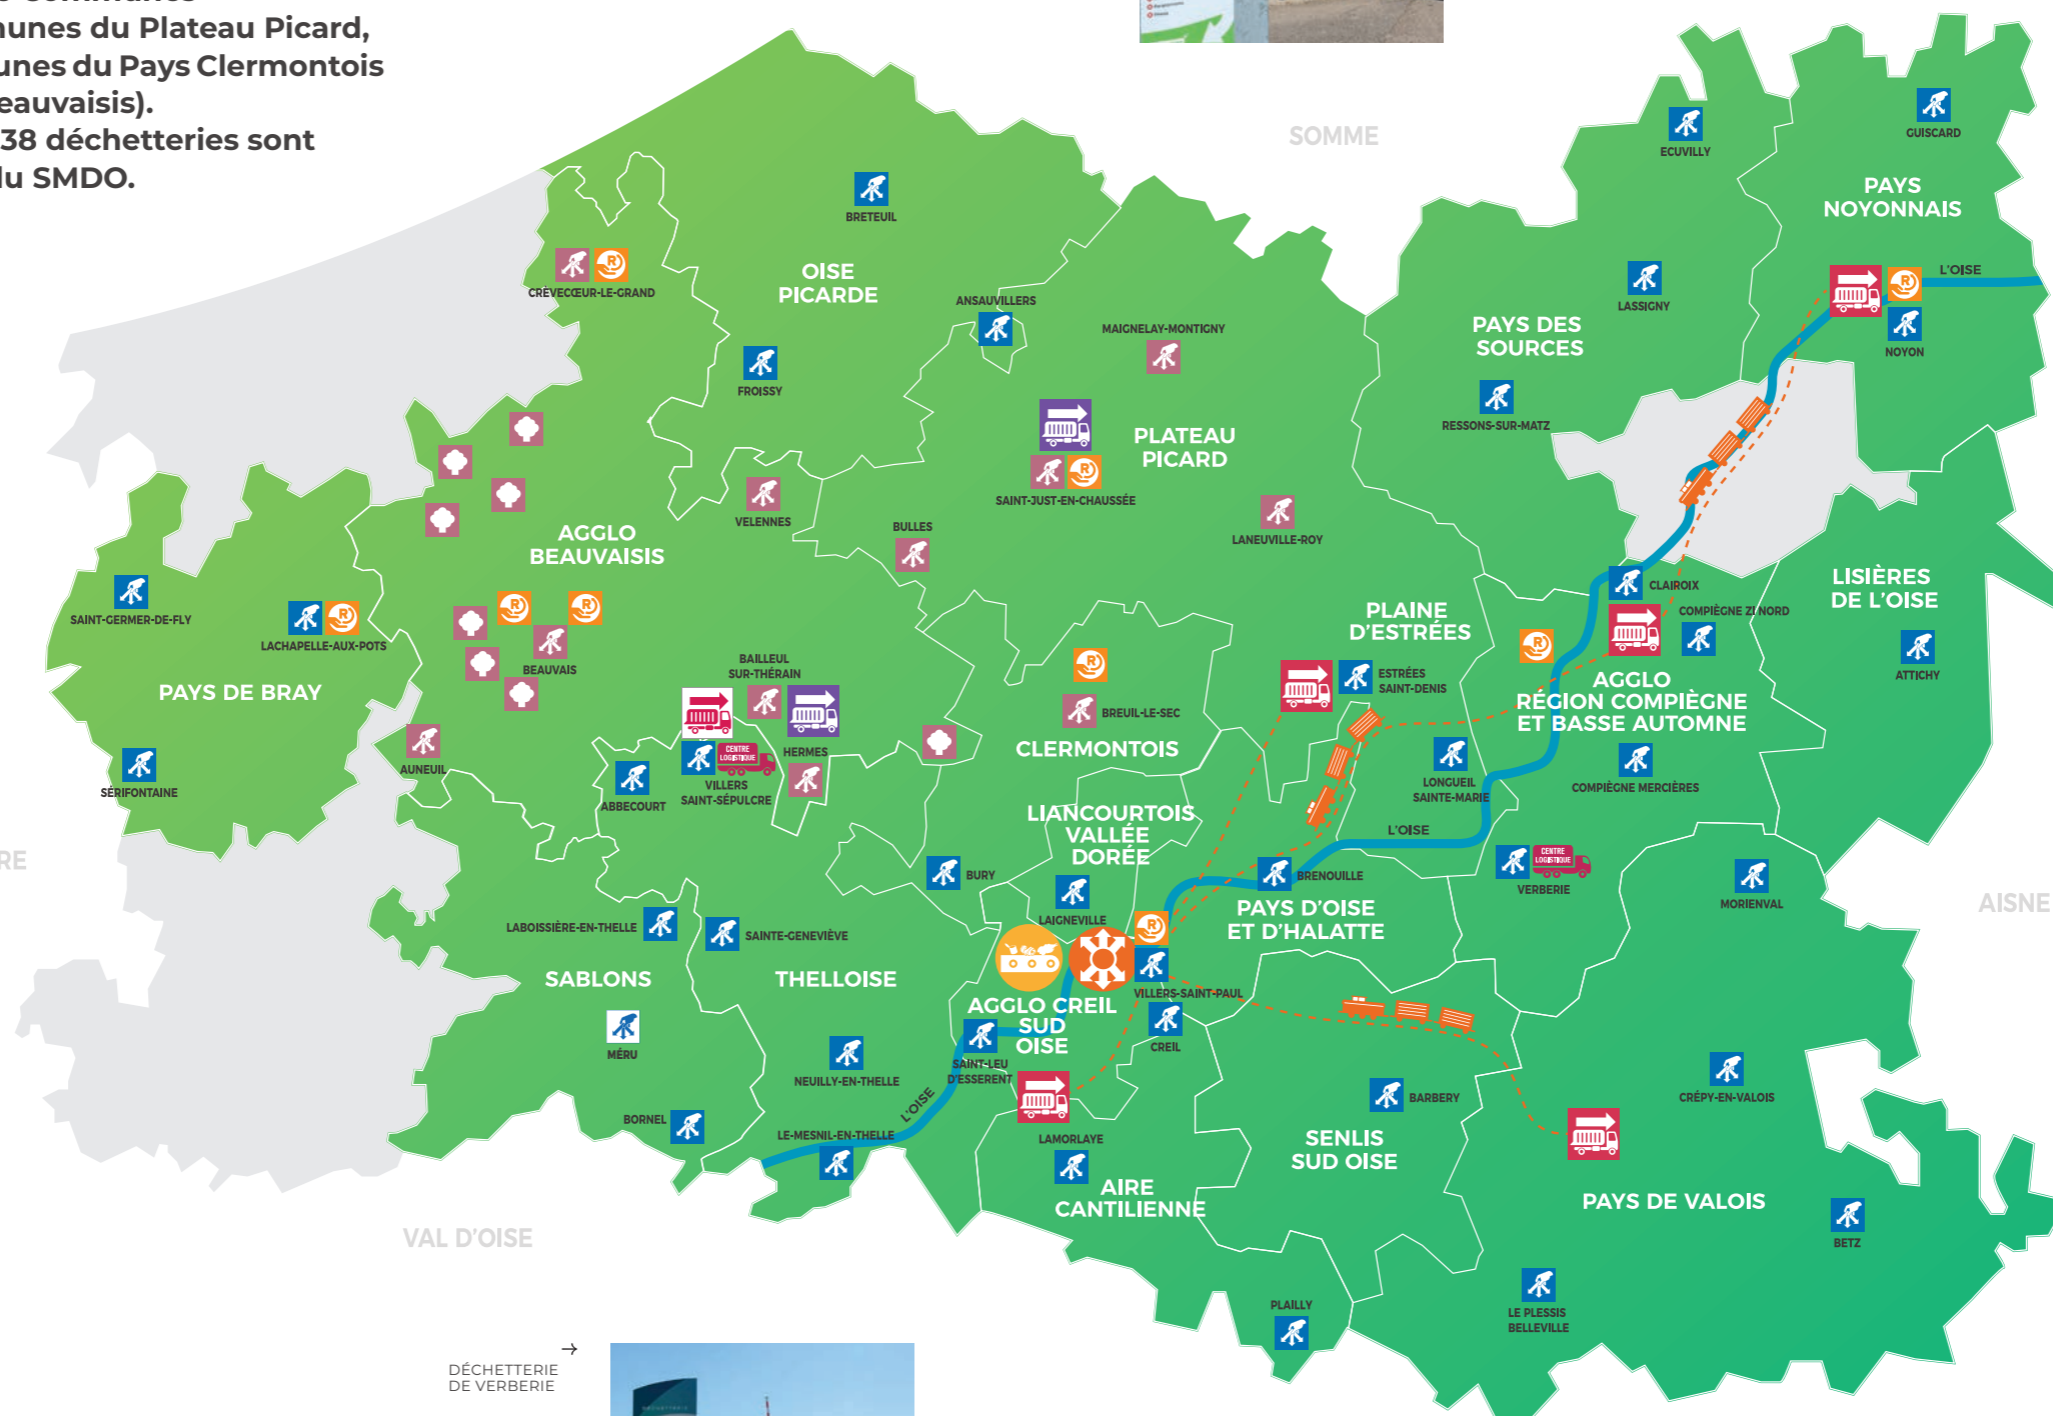 munes du Plateau Picard,
unes du Pays Clermontois
eauvaisis).
38 déchetteries sont
du SMDO.
SOMME
GUISCARD
ECUVILLY
PAYS
NOYONNAIS
BRETEUIL
OISE
PICARDE
CRÈVECŒUR-LE-GRAND
ANSAUVILLERS
L'OISE
LASSIGNY
MAIGNELAY-MONTIGNY
PAYS DES
SOURCES
NOYON
FROISSY
RESSONS-SUR-MATZ
PLATEAU
PICARD
SAINT-JUST-EN-CHAUSSÉE
VELENNES
BULLES
LANEUVILLE-ROY
AGGLO
BEAUVAISIS
CLAIROIX
LISIÈRES
DE L'OISE
COMPIÈGNE ZI NORD
PLAINE
D'ESTRÉES
SAINT-GERMER-DE-FLY
LACHAPELLE-AUX-POTS
BEAUVAIS
BAILLEUL
SUR-THÉRAIN
ESTRÉES
SAINT-DENIS
ATTICHY
PAYS DE BRAY
AGGLO
RÉGION COMPIÈGNE
ET BASSE AUTOMNE
BREUIL-LE-SEC
CLERMONTOIS
AUNEUIL
CENTRE
LOGISTIQUE
HERMES
SÉRIFONTAINE
ABBECOURT
VILLERS
SAINT-SÉPULCRE
LONGUEIL
SAINTE-MARIE
COMPIÈGNE MERCIÈRES
LIANCOURTOIS
VALLÉE
DORÉE
L'OISE
RE
CENTRE
LOGISTIQUE
VERBERIE
BURY
BRENOUILLE
MORIENVAL
AISNE
LAIGNEVILLE
PAYS D'OISE
ET D'HALATTE
LABOISSIÈRE-EN-THELLE
SAINTE-GENEVIÈVE
SABLONS
THELLOISE
VILLERS-SAINT-PAUL
AGGLO CREIL
SUD
OISE
MÉRU
CREIL
SAINT-LEU
D'ESSERENT
NEUILLY-EN-THELLE
L'OISE
BARBERY
CRÉPY-EN-VALOIS
BORNEL
LE-MESNIL-EN-THELLE
LAMORLAYE
SENLIS
SUD OISE
AIRE
CANTILIENNE
PAYS DE VALOIS
VAL D'OISE
BETZ
PLAILLY
LE PLESSIS
BELLEVILLE
→
DÉCHETTERIE
DE VERBERIE